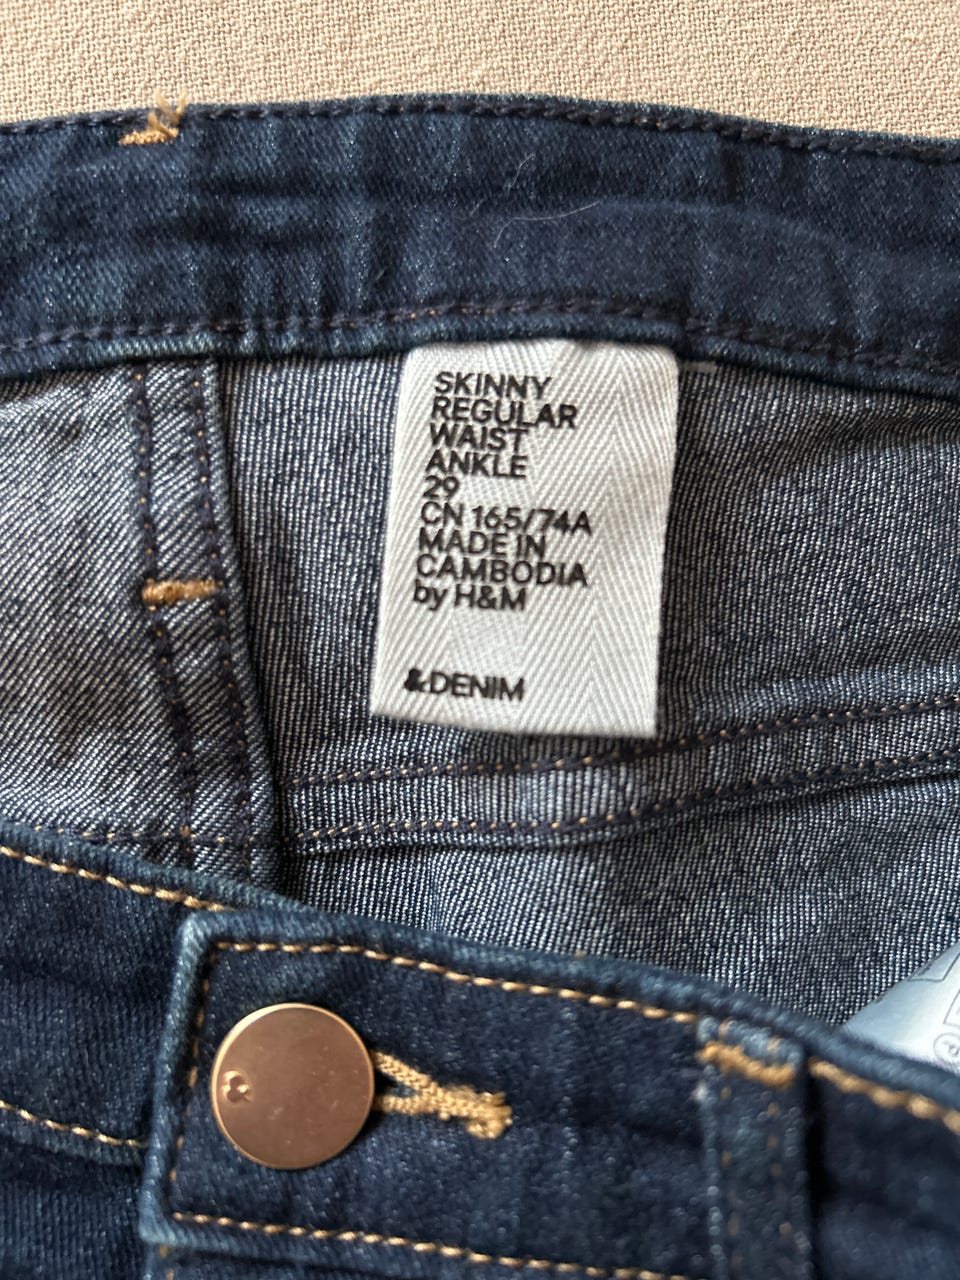 SKINNY
REGULAR
WAIST
ANKLE
29
CN 165/74A
MADE IN
CAMBODIA
by H&M
&DENIM
&